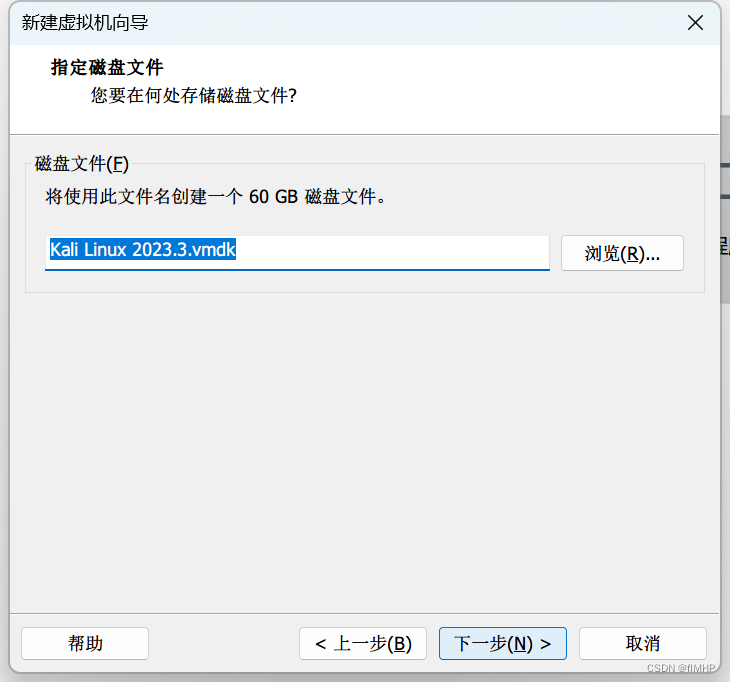 新建虚拟机向导
指定磁盘文件
您要在何处存储磁盘文件?
磁盘文件(F)
将使用此文件名创建一个 60 GB 磁盘文件。
Kali Linux 2023.3.vmdk
浏览(R)...
帮助
< 上一步(B)
下一步(N) >
取消
CSDN @flMHP